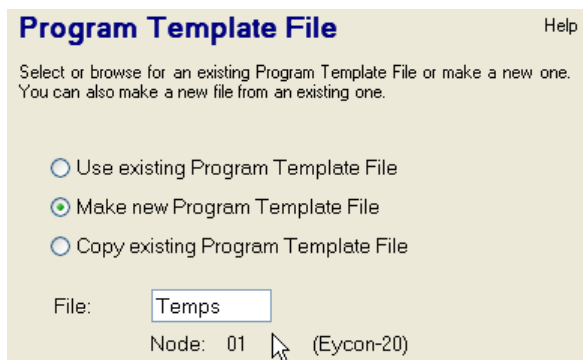 Program Template File
Help
Select or browse for an existing Program Template File or make a new one.
You can also make a new file from an existing one.
Use existing Program Template File
Make new Program Template File
Copy existing Program Template File
File: Temps
Node: 01 (Eycon-20)